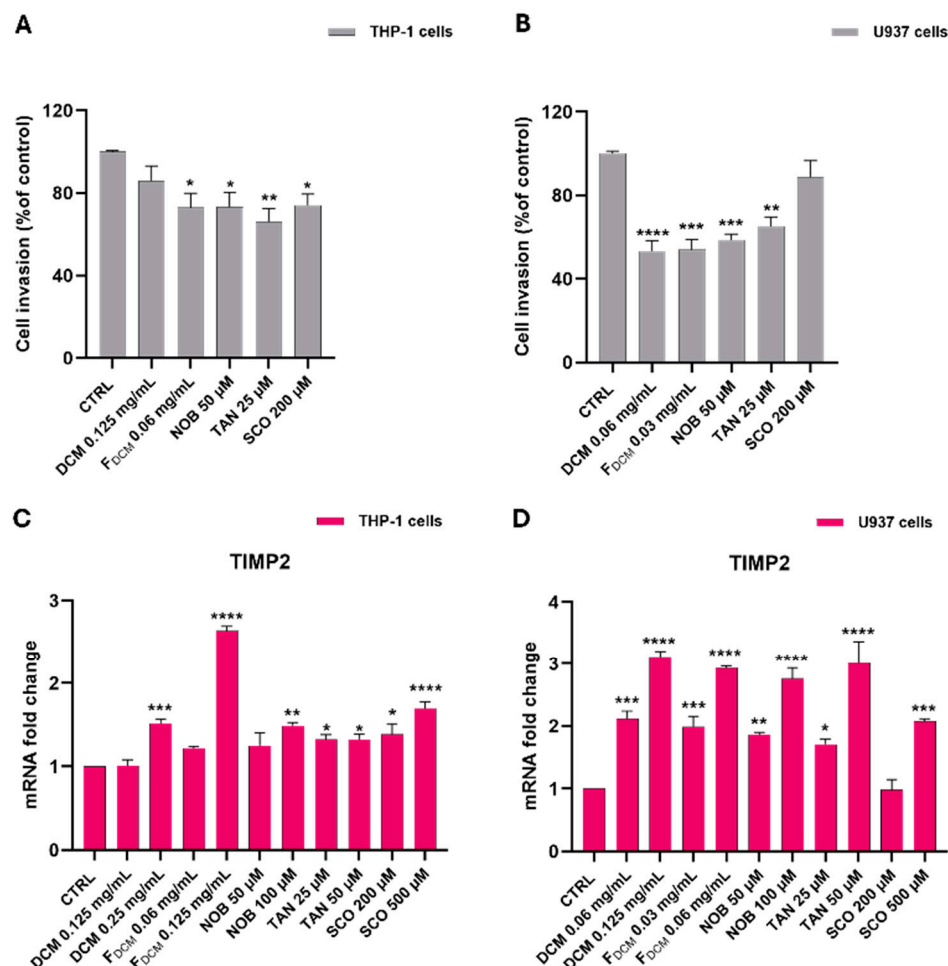 A
THP-1 cells
Cell invasion (%of control)
120
80
40
0
CTRL
DCM 0.125 mg/mL
F_DCM 0.06 mg/mL
NOB 50 µM
TAN 25 µM
SCO 200 µM
*
*
**
*
B
U937 cells
Cell invasion (%of control)
120
80
40
0
CTRL
DCM 0.06 mg/mL
F_DCM 0.03 mg/mL
NOB 50 µM
TAN 25 µM
SCO 200 µM
****
***
***
**
C
THP-1 cells
TIMP2
mRNA fold change
3
2
1
0
CTRL
DCM 0.125 mg/mL
DCM 0.25 mg/mL
F_DCM 0.06 mg/mL
F_DCM 0.125 mg/mL
NOB 50 µM
NOB 100 µM
TAN 25 µM
TAN 50 µM
SCO 200 µM
SCO 500 µM
***
****
**
*
*
*
****
D
U937 cells
TIMP2
mRNA fold change
4
3
2
1
0
CTRL
DCM 0.06 mg/mL
DCM 0.125 mg/mL
F_DCM 0.03 mg/mL
F_DCM 0.06 mg/mL
NOB 50 µM
NOB 100 µM
TAN 25 µM
TAN 50 µM
SCO 200 µM
SCO 500 µM
***
****
***
****
**
****
*
****
***